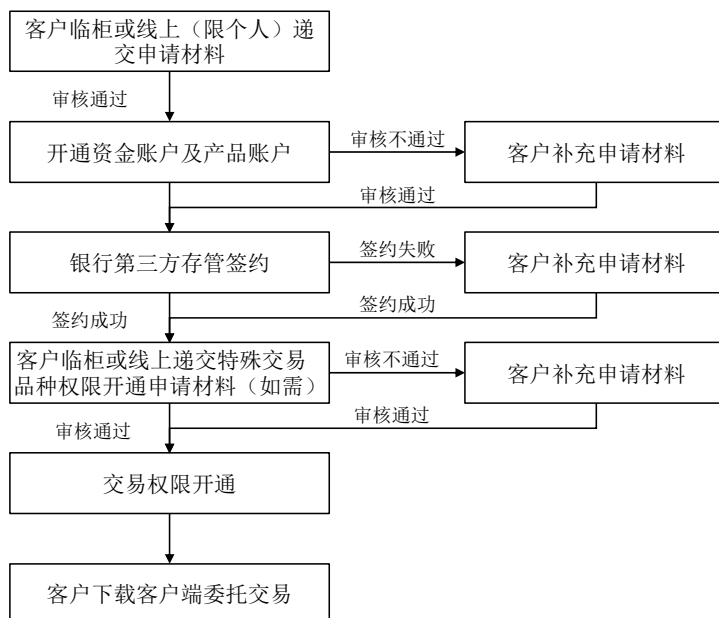 客户临柜或线上（限个人）递
交申请材料
审核通过
开通资金账户及产品账户
审核不通过
客户补充申请材料
审核通过
银行第三方存管签约
签约失败
客户补充申请材料
签约成功
签约成功
客户临柜或线上递交特殊交易
品种权限开通申请材料（如需）
审核不通过
客户补充申请材料
审核通过
审核通过
交易权限开通
客户下载客户端委托交易